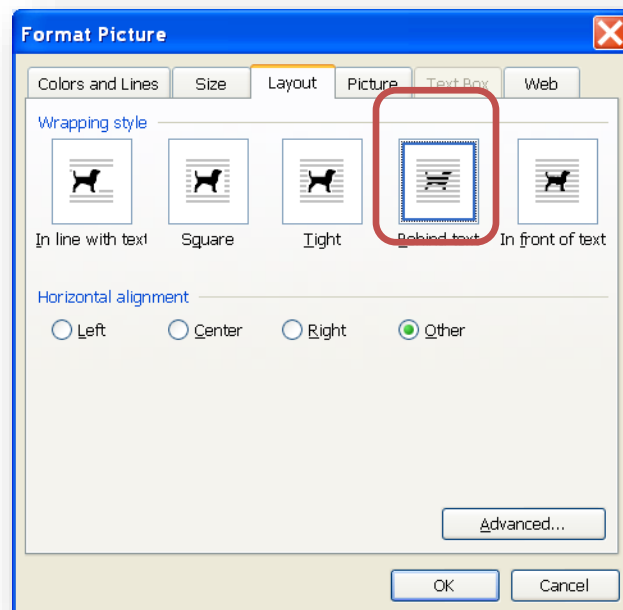 Format Picture
Colors and Lines Size Layout Picture Text Box Web
Wrapping style
In line with text Square Tight Behind text In front of text
Horizontal alignment
Left Center Right Other
Advanced...
OK Cancel